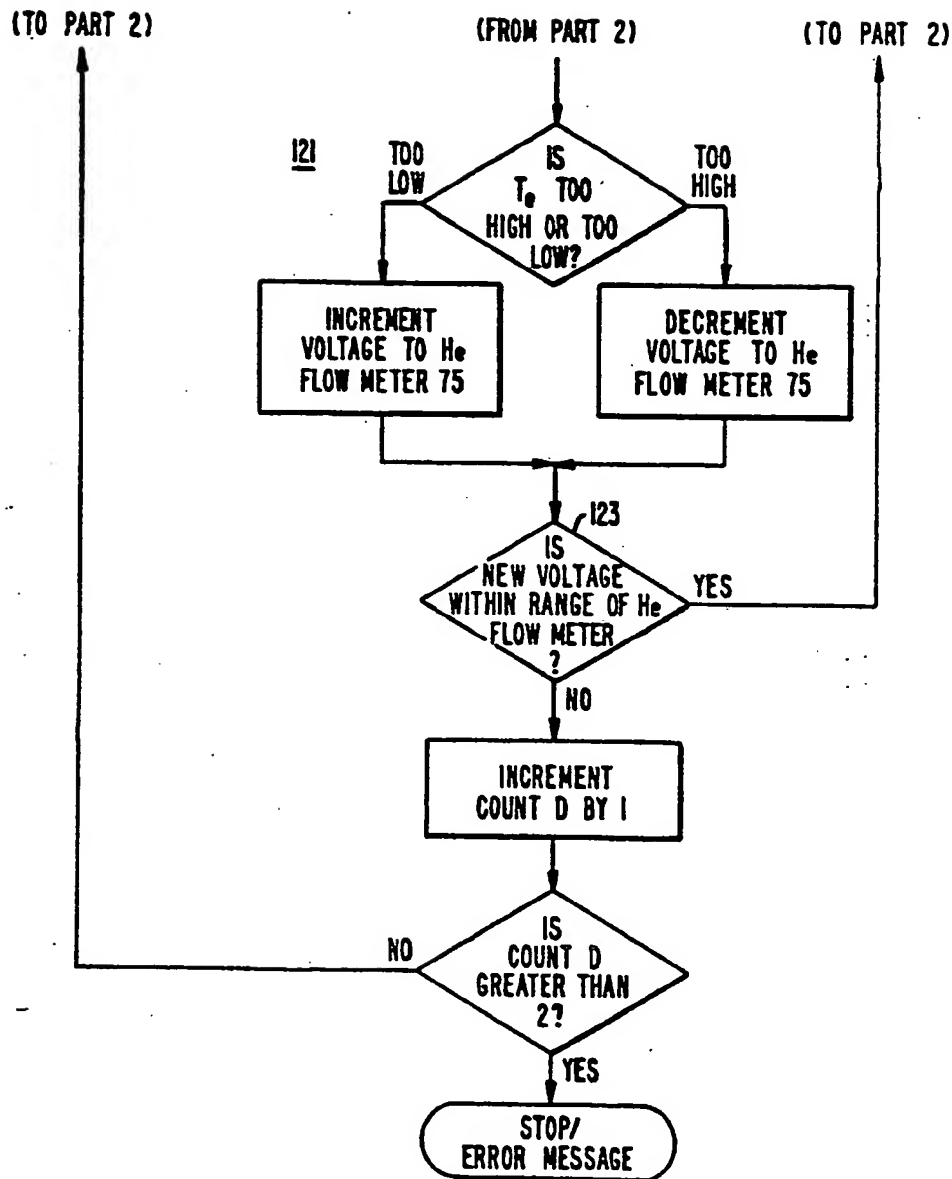 (TO PART 2)
(FROM PART 2)
(TO PART 2)
121
TOO
LOW
IS
Te TOO
HIGH OR TOO
LOW?
TOO
HIGH
INCREMENT
VOLTAGE TO He
FLOW METER 75
DECREMENT
VOLTAGE TO He
FLOW METER 75
123
IS
NEW VOLTAGE
WITHIN RANGE OF He
FLOW METER
?
YES
NO
INCREMENT
COUNT D BY 1
NO
IS
COUNT D
GREATER THAN
2?
YES
STOP/
ERROR MESSAGE